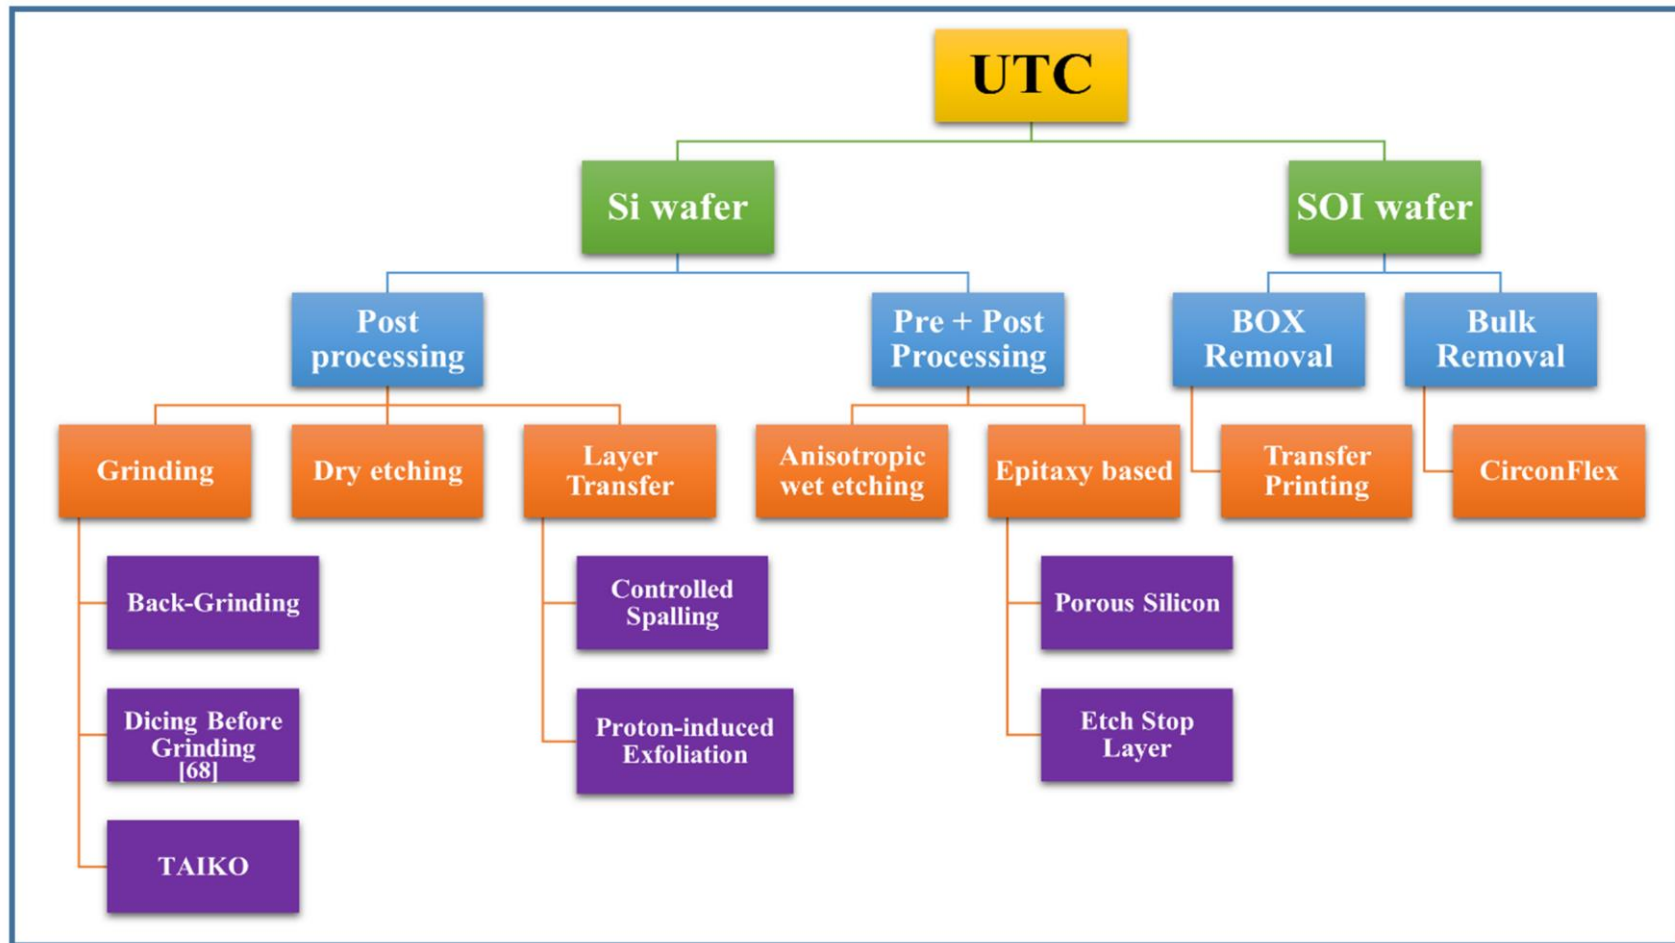 UTC
Si wafer
SOI wafer
Post
processing
Pre + Post
Processing
BOX
Removal
Bulk
Removal
Grinding
Dry etching
Layer
Transfer
Anisotropic
wet etching
Epitaxy based
Transfer
Printing
CirconFlex
Back-Grinding
Controlled
Spalling
Porous Silicon
Dicing Before
Grinding
[68]
Proton-induced
Exfoliation
Etch Stop
Layer
TAIKO